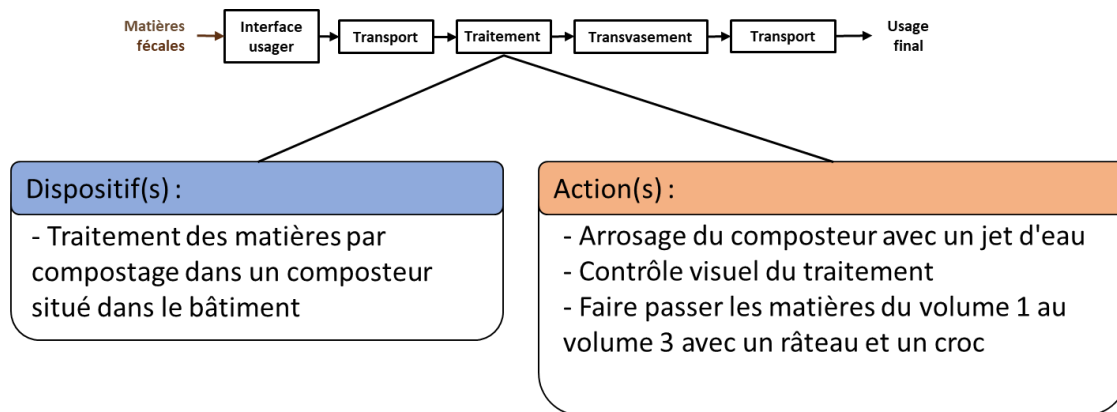 Matières
fécales
Interface
usager
Transport
Traitement
Transvasement
Transport
Usage
final
Dispositif(s) :
- Traitement des matières par
compostage dans un composteur
situé dans le bâtiment
Action(s) :
- Arrosage du composteur avec un jet d'eau
- Contrôle visuel du traitement
- Faire passer les matières du volume 1 au
volume 3 avec un râteau et un croc